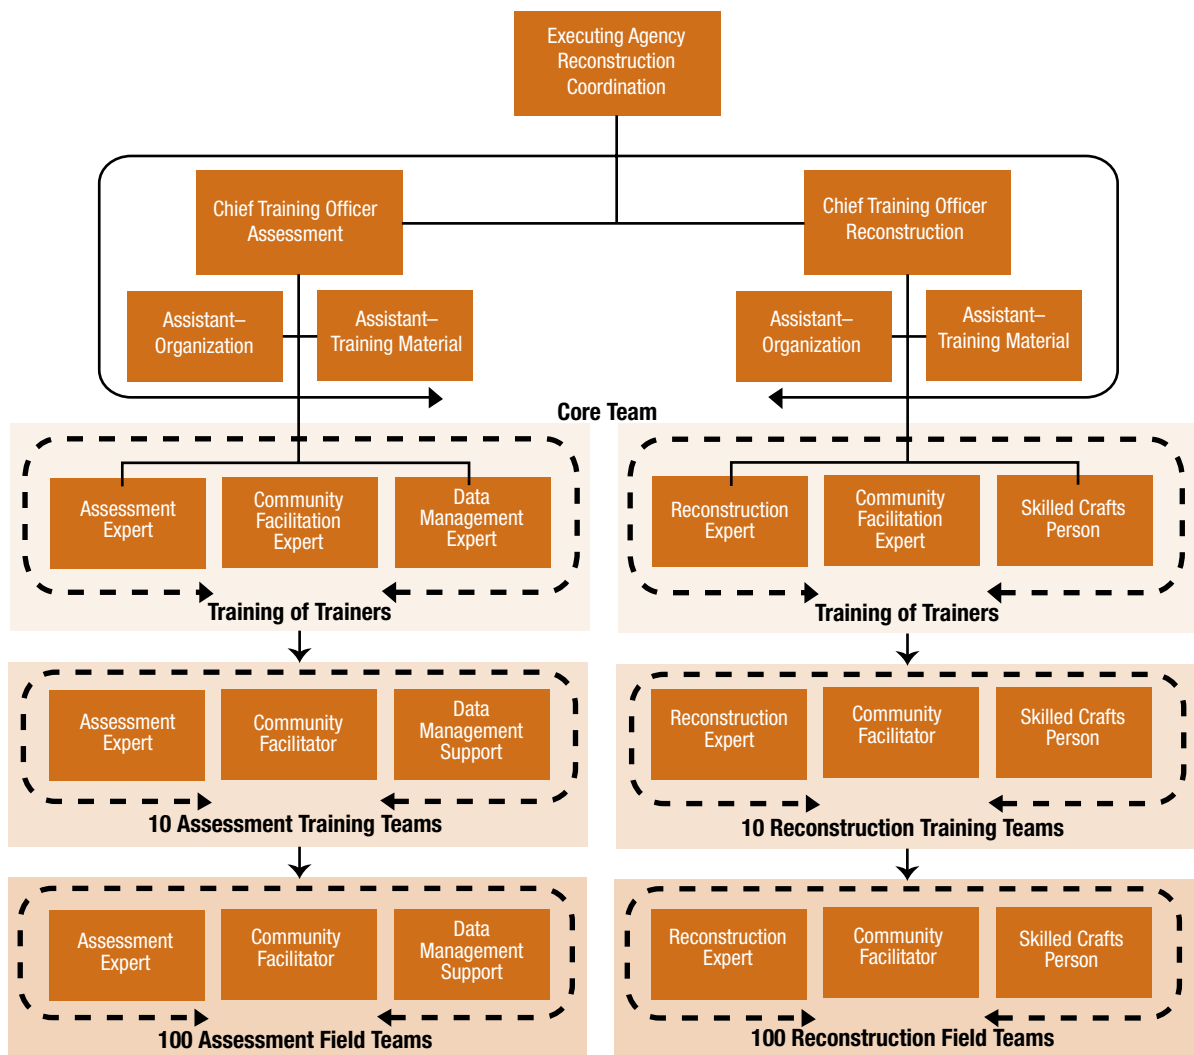 Executing Agency
Reconstruction
Coordination
Chief Training Officer
Assessment
Chief Training Officer
Reconstruction
Assistant–
Organization
Assistant–
Training Material
Assistant–
Organization
Assistant–
Training Material
Core Team
Assessment
Expert
Community
Facilitation
Expert
Data
Management
Expert
Reconstruction
Expert
Community
Facilitation
Expert
Skilled Crafts
Person
Training of Trainers
Training of Trainers
Assessment
Expert
Community
Facilitator
Data
Management
Support
Reconstruction
Expert
Community
Facilitator
Skilled Crafts
Person
10 Assessment Training Teams
10 Reconstruction Training Teams
Assessment
Expert
Community
Facilitator
Data
Management
Support
Reconstruction
Expert
Community
Facilitator
Skilled Crafts
Person
100 Assessment Field Teams
100 Reconstruction Field Teams